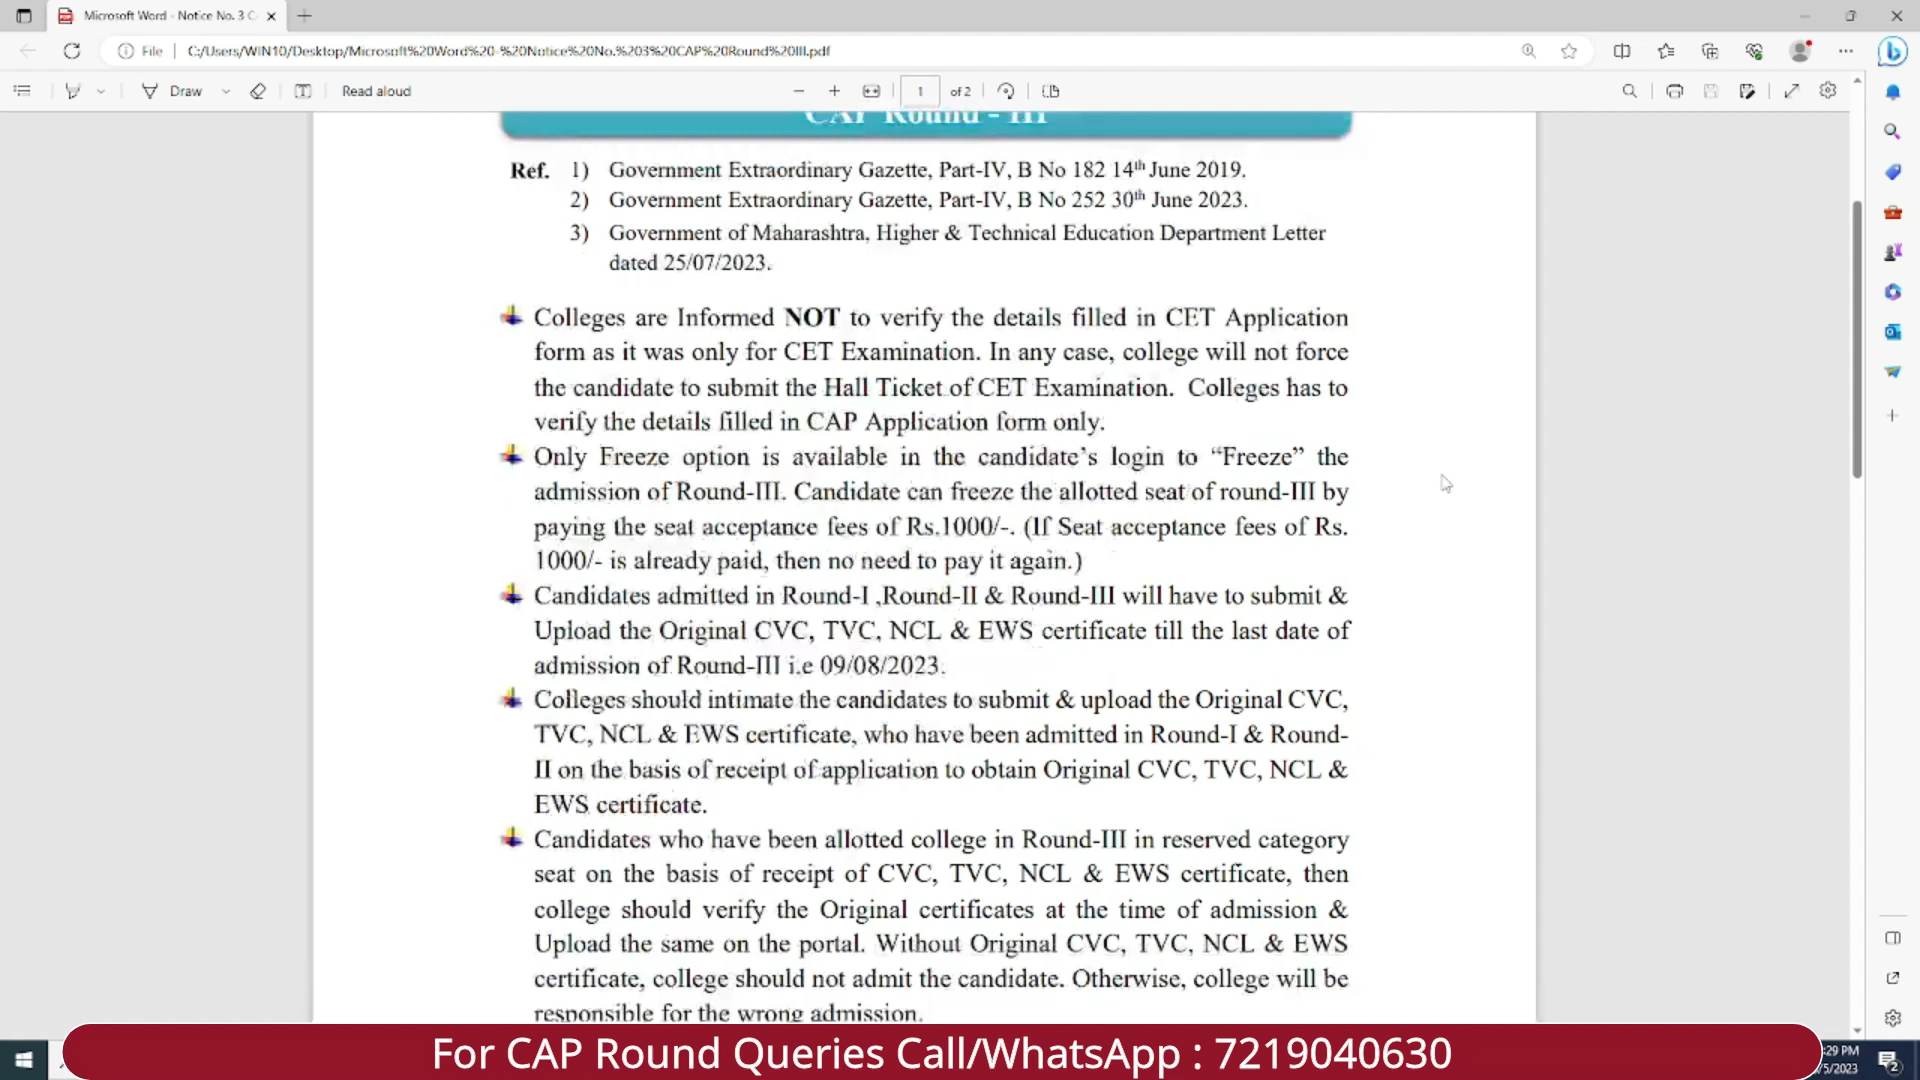 Microsoft Word - Notice No. 3 C
File
C:/Users/WIN10/Desktop/Microsoft%20Word%20-%20Notice%20No.%203%20CAP%20Round%20III.pdf
Draw
Read aloud
1
of 2
CAP Round - III
Ref. 1) Government Extraordinary Gazette, Part-IV, B No 182 14th June 2019.
2) Government Extraordinary Gazette, Part-IV, B No 252 30th June 2023.
3) Government of Maharashtra, Higher & Technical Education Department Letter
dated 25/07/2023.
Colleges are Informed NOT to verify the details filled in CET Application
form as it was only for CET Examination. In any case, college will not force
the candidate to submit the Hall Ticket of CET Examination. Colleges has to
verify the details filled in CAP Application form only.
Only Freeze option is available in the candidate's login to “Freeze” the
admission of Round-III. Candidate can freeze the allotted seat of round-III by
paying the seat acceptance fees of Rs.1000/-. (If Seat acceptance fees of Rs.
1000/- is already paid, then no need to pay it again.)
Candidates admitted in Round-I ,Round-II & Round-III will have to submit &
Upload the Original CVC, TVC, NCL & EWS certificate till the last date of
admission of Round-III i.e 09/08/2023.
Colleges should intimate the candidates to submit & upload the Original CVC,
TVC, NCL & EWS certificate, who have been admitted in Round-I & Round-
II on the basis of receipt of application to obtain Original CVC, TVC, NCL &
EWS certificate.
Candidates who have been allotted college in Round-III in reserved category
seat on the basis of receipt of CVC, TVC, NCL & EWS certificate, then
college should verify the Original certificates at the time of admission &
Upload the same on the portal. Without Original CVC, TVC, NCL & EWS
certificate, college should not admit the candidate. Otherwise, college will be
responsible for the wrong admission.
For CAP Round Queries Call/WhatsApp : 7219040630
:29 PM
/5/2023
2